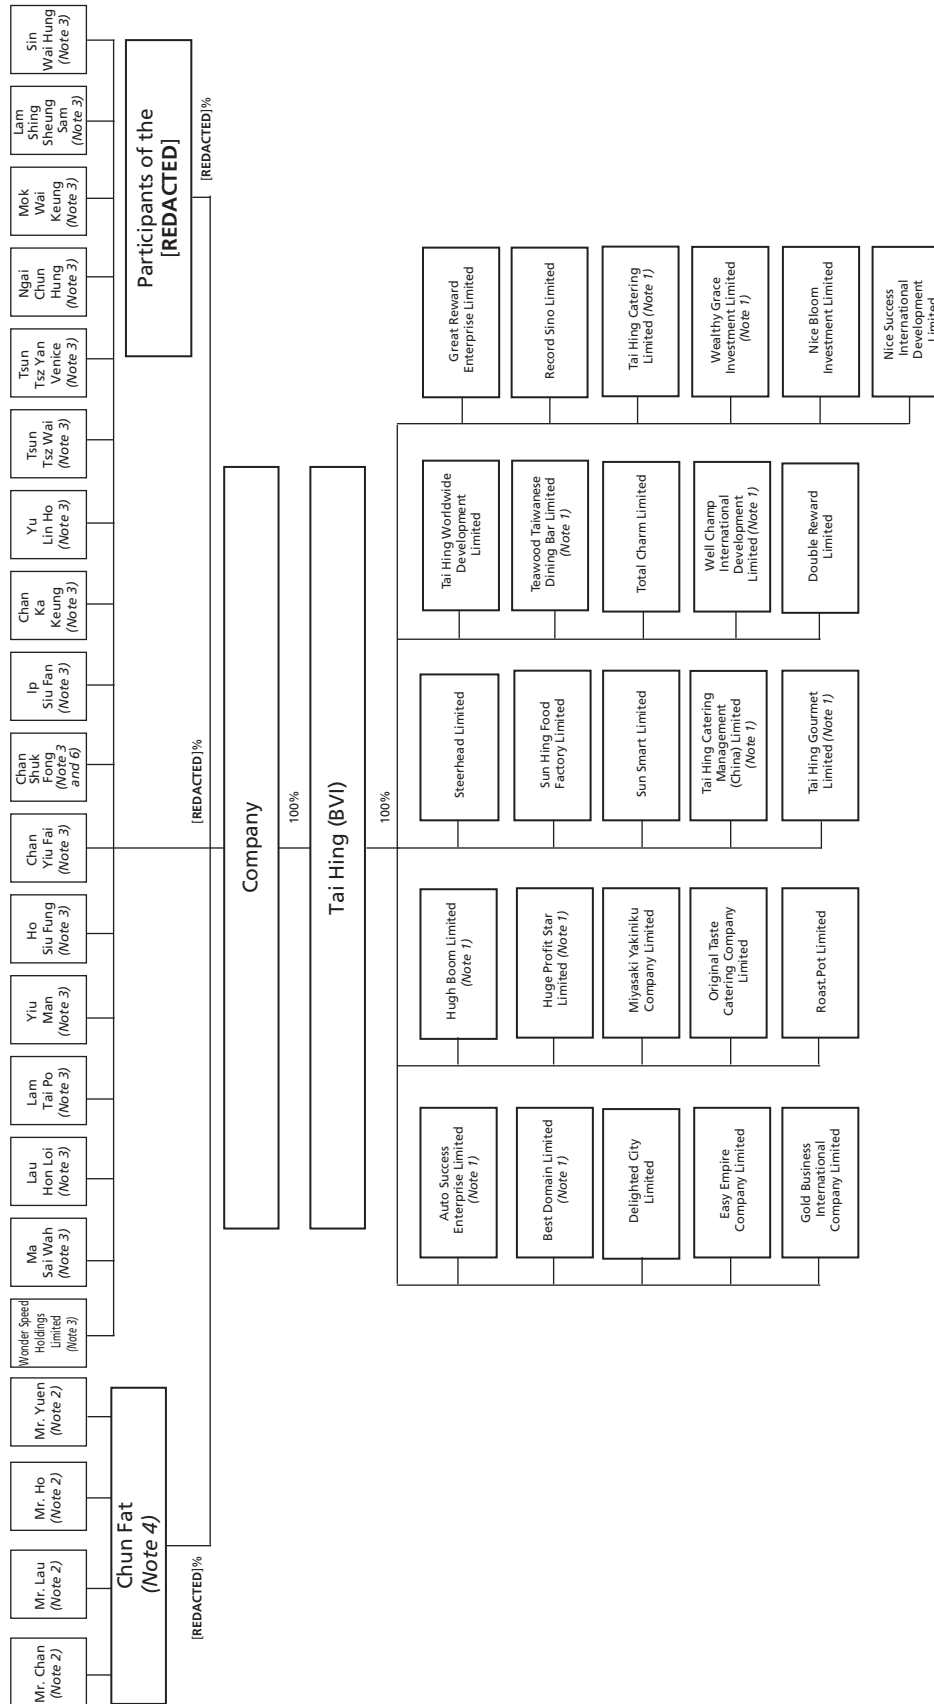 Mr. Chan
(Note 2)
Mr. Lau
(Note 2)
Mr. Ho
(Note 2)
Mr. Yuen
(Note 2)
Wonder Speed
Holdings
Limited
(Note 3)
Ma
Sai Wah
(Note 3)
Lau
Hon Loi
(Note 3)
Lam
Tai Po
(Note 3)
Yiu
Man
(Note 3)
Ho
Siu Fung
(Note 3)
Chan
Yiu Fai
(Note 3)
Chan
Shuk
Fong
(Note 3
and 6)
Ip
Siu Fan
(Note 3)
Chan
Ka
Keung
(Note 3)
Yu
Lin Ho
(Note 3)
Tsun
Tsz Wai
(Note 3)
Tsun
Tsz Yan
Venice
(Note 3)
Ngai
Chun
Hung
(Note 3)
Mok
Wai
Keung
(Note 3)
Lam
Shing
Sheung
Sam
(Note 3)
Sin
Wai Hung
(Note 3)
Chun Fat
(Note 4)
Participants of the
[REDACTED]
[REDACTED]%
[REDACTED]%
[REDACTED]%
Company
100%
Tai Hing (BVI)
100%
Auto Success
Enterprise Limited
(Note 1)
Best Domain Limited
(Note 1)
Delighted City
Limited
Easy Empire
Company Limited
Gold Business
International
Company Limited
Hugh Boom Limited
(Note 1)
Huge Profit Star
Limited (Note 1)
Miyasaki Yakiniku
Company Limited
Original Taste
Catering Company
Limited
Roast.Pot Limited
Steerhead Limited
Sun Hing Food
Factory Limited
Sun Smart Limited
Tai Hing Catering
Management
(China) Limited
(Note 1)
Tai Hing Gourmet
Limited (Note 1)
Tai Hing Worldwide
Development
Limited
Teawood Taiwanese
Dining Bar Limited
(Note 1)
Total Charm Limited
Well Champ
International
Development
Limited (Note 1)
Double Reward
Limited
Great Reward
Enterprise Limited
Record Sino Limited
Tai Hing Catering
Limited (Note 1)
Wealthy Grace
Investment Limited
(Note 1)
Nice Bloom
Investment Limited
Nice Success
International
Development
Limited